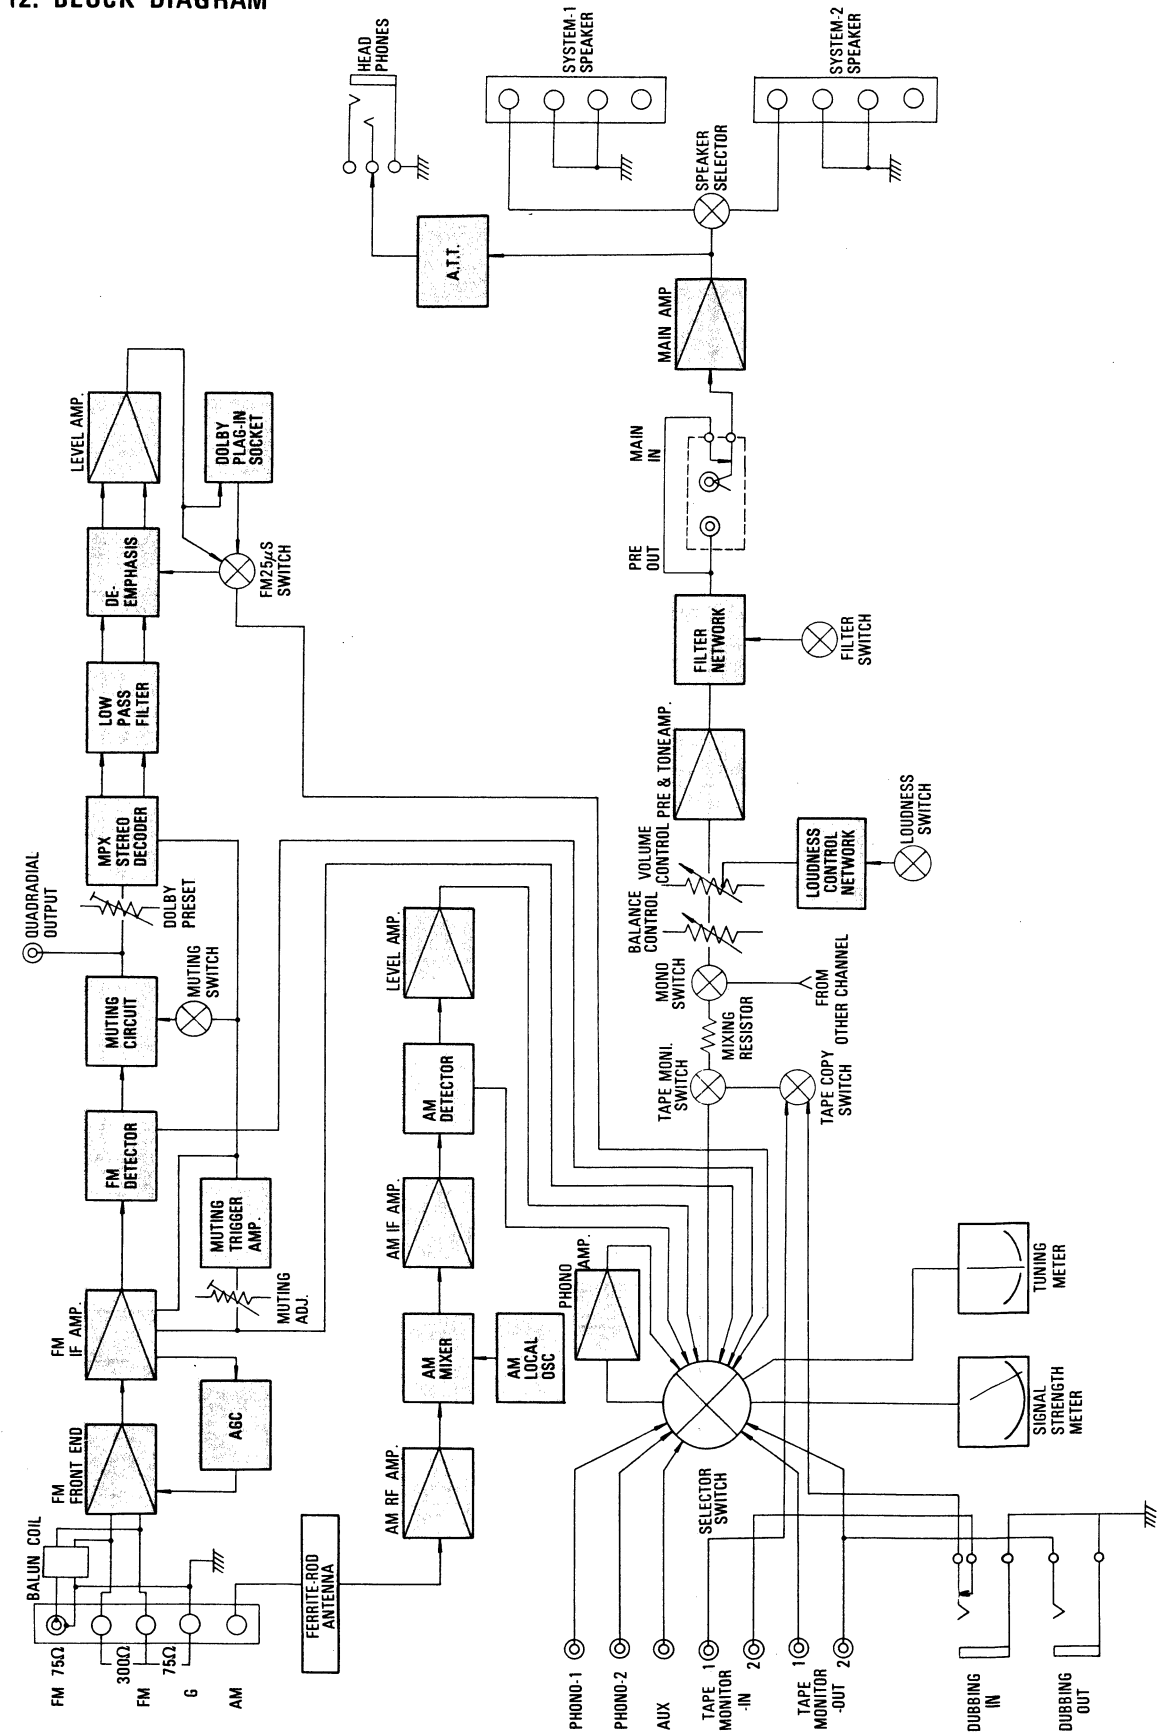 12. BLOCK DIAGRAM
HEAD
PHONES
SYSTEM-1
SPEAKER
SYSTEM-2
SPEAKER
SPEAKER
SELECTOR
A.T.T.
MAIN AMP
MAIN
IN
PRE
OUT
LEVEL AMP.
DOLBY
PLAG-IN
SOCKET
DE-
EMPHASIS
FM25μS
SWITCH
LOW
PASS
FILTER
FILTER
NETWORK
FILTER
SWITCH
MPX
STEREO
DECODER
PRE & TONEAMP.
QUADRADIAL
OUTPUT
DOLBY
PRESET
VOLUME
CONTROL
BALANCE
CONTROL
LOUDNESS
CONTROL
NETWORK
LOUDNESS
SWITCH
MUTING
CIRCUIT
MUTING
SWITCH
LEVEL AMP.
MONO
SWITCH
FROM
OTHER CHANNEL
MIXING
RESISTOR
FM
DETECTOR
AM
DETECTOR
TAPE MONI.
SWITCH
TAPE COPY
SWITCH
MUTING
TRIGGER
AMP.
AM IF AMP.
PHONO
AMP.
FM
IF AMP.
MUTING
ADJ.
AM
MIXER
AM
LOCAL
OSC
TUNING
METER
AGC
SIGNAL
STRENGTH
METER
FM
FRONT END
AM RF AMP.
SELECTOR
SWITCH
BALUN COIL
FERRITE-ROD
ANTENNA
FM 75Ω
300Ω
FM
75Ω
G
AM
PHONO-1
PHONO-2
AUX
TAPE 1
MONITOR
-IN 2
TAPE 1
MONITOR
-OUT 2
DUBBING
IN
DUBBING
OUT